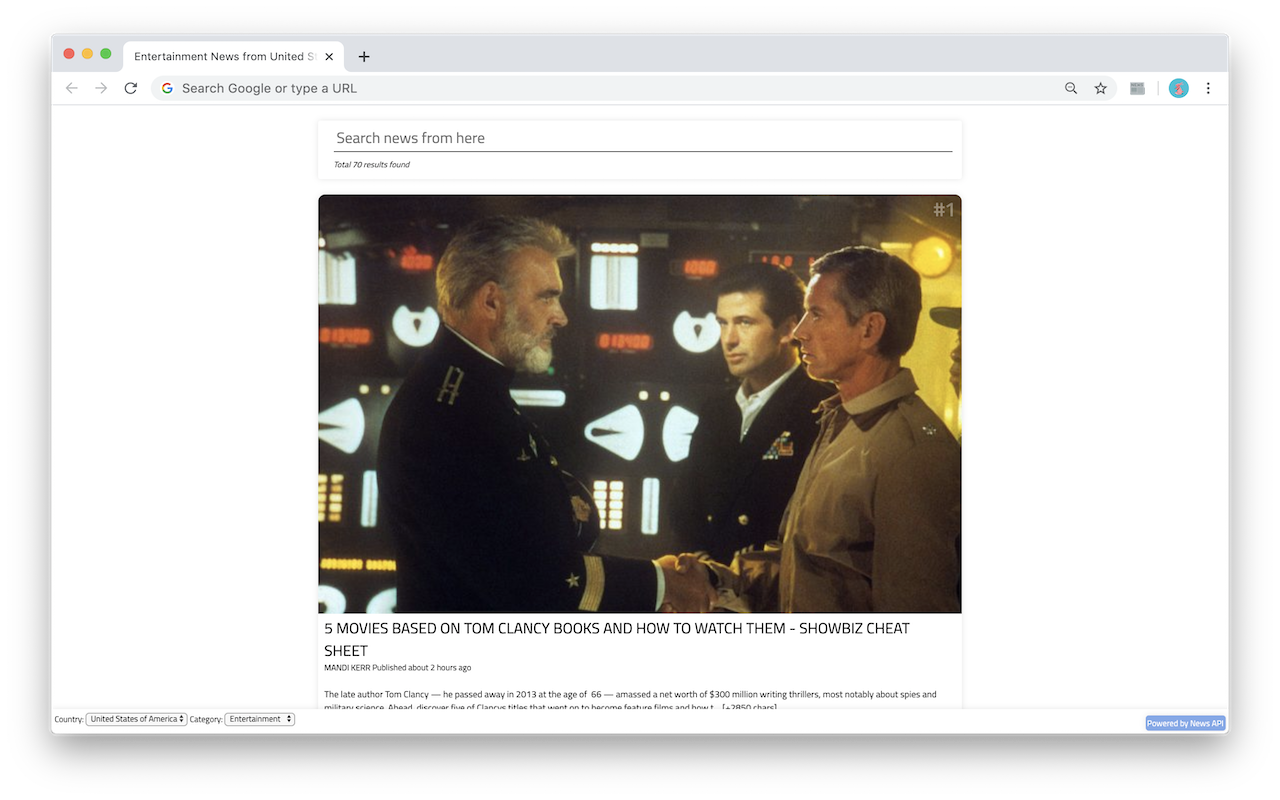 Entertainment News from United S
Search Google or type a URL
Search news from here
Total 70 results found
#1
5 MOVIES BASED ON TOM CLANCY BOOKS AND HOW TO WATCH THEM - SHOWBIZ CHEAT
SHEET
MANDI KERR Published about 2 hours ago
The late author Tom Clancy — he passed away in 2013 at the age of 66 — amassed a net worth of $300 million writing thrillers, most notably about spies and
military science. Ahead, discover five of Clancys titles that went on to become feature films and how t… [+2850 chars]
Country: United States of America Category: Entertainment
Powered by News API